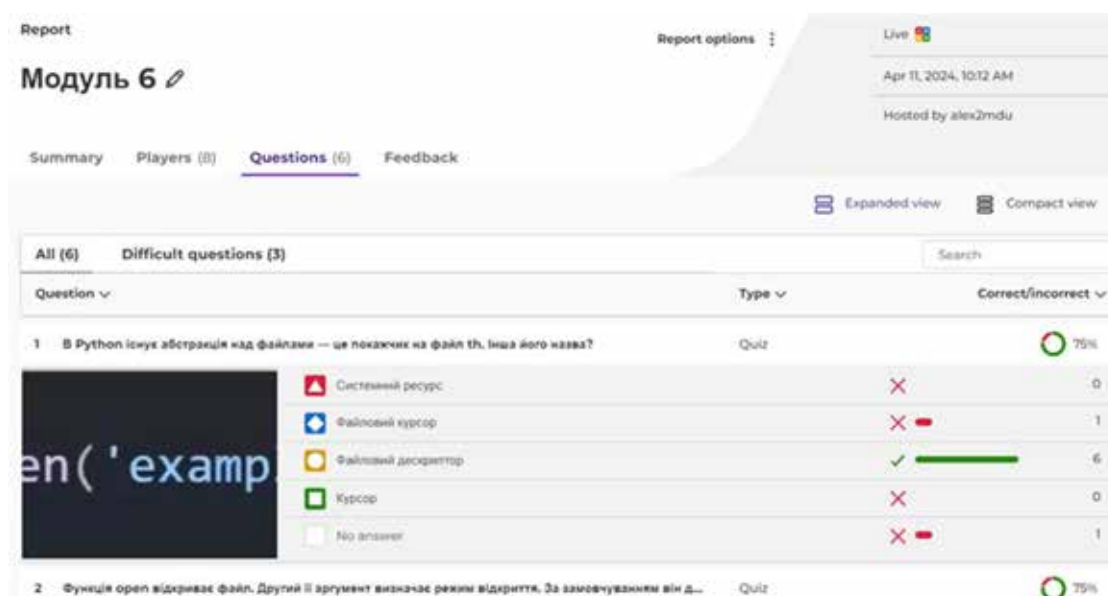 Report
Report options
Live
Модуль 6
Apr 11, 2024, 10:12 AM
Hosted by alex2mdu
Summary Players (8) Questions (6) Feedback
Expanded view Compact view
All (6) Difficult questions (3) Search
Question Type Correct/incorrect
1 В Python існує абстракція над файлами — це покажчик на файл th. Інша його назва? Quiz 75%
en('examp
Системний ресурс 0
Файловий курсор 1
Файловий дескриптор 6
Курсор 0
No answer 1
2 Функція open відкриває файл. Другий її аргумент визначає режим відкриття. За замовчуванням він д... Quiz 75%